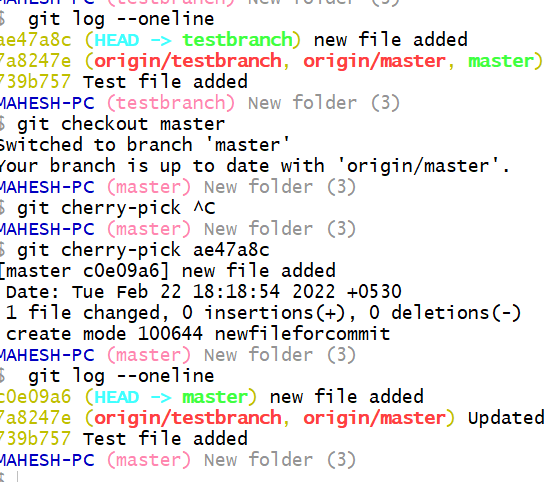 MAHESH-PC (testbranch) New folder (3)
$  git log --oneline
ae47a8c (HEAD -> testbranch) new file added
7a8247e (origin/testbranch, origin/master, master)
739b757 Test file added
MAHESH-PC (testbranch) New folder (3)
$ git checkout master
Switched to branch 'master'
Your branch is up to date with 'origin/master'.
MAHESH-PC (master) New folder (3)
$ git cherry-pick ^C
MAHESH-PC (master) New folder (3)
$ git cherry-pick ae47a8c
[master c0e09a6] new file added
 Date: Tue Feb 22 18:18:54 2022 +0530
 1 file changed, 0 insertions(+), 0 deletions(-)
 create mode 100644 newfileforcommit
MAHESH-PC (master) New folder (3)
$  git log --oneline
c0e09a6 (HEAD -> master) new file added
7a8247e (origin/testbranch, origin/master) Updated
739b757 Test file added
MAHESH-PC (master) New folder (3)
$